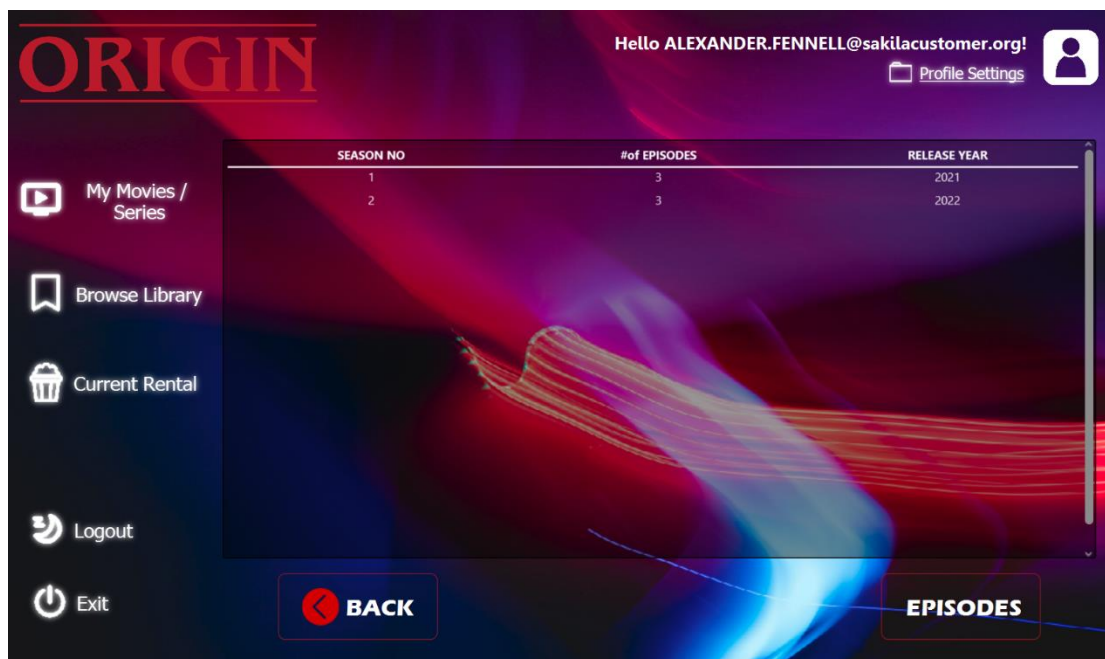 ORIGIN
Hello ALEXANDER.FENNELL@sakilacustomer.org!
Profile Settings
SEASON NO #of EPISODES RELEASE YEAR
1 3 2021
2 3 2022
My Movies /
Series
Browse Library
Current Rental
Logout
Exit
BACK
EPISODES